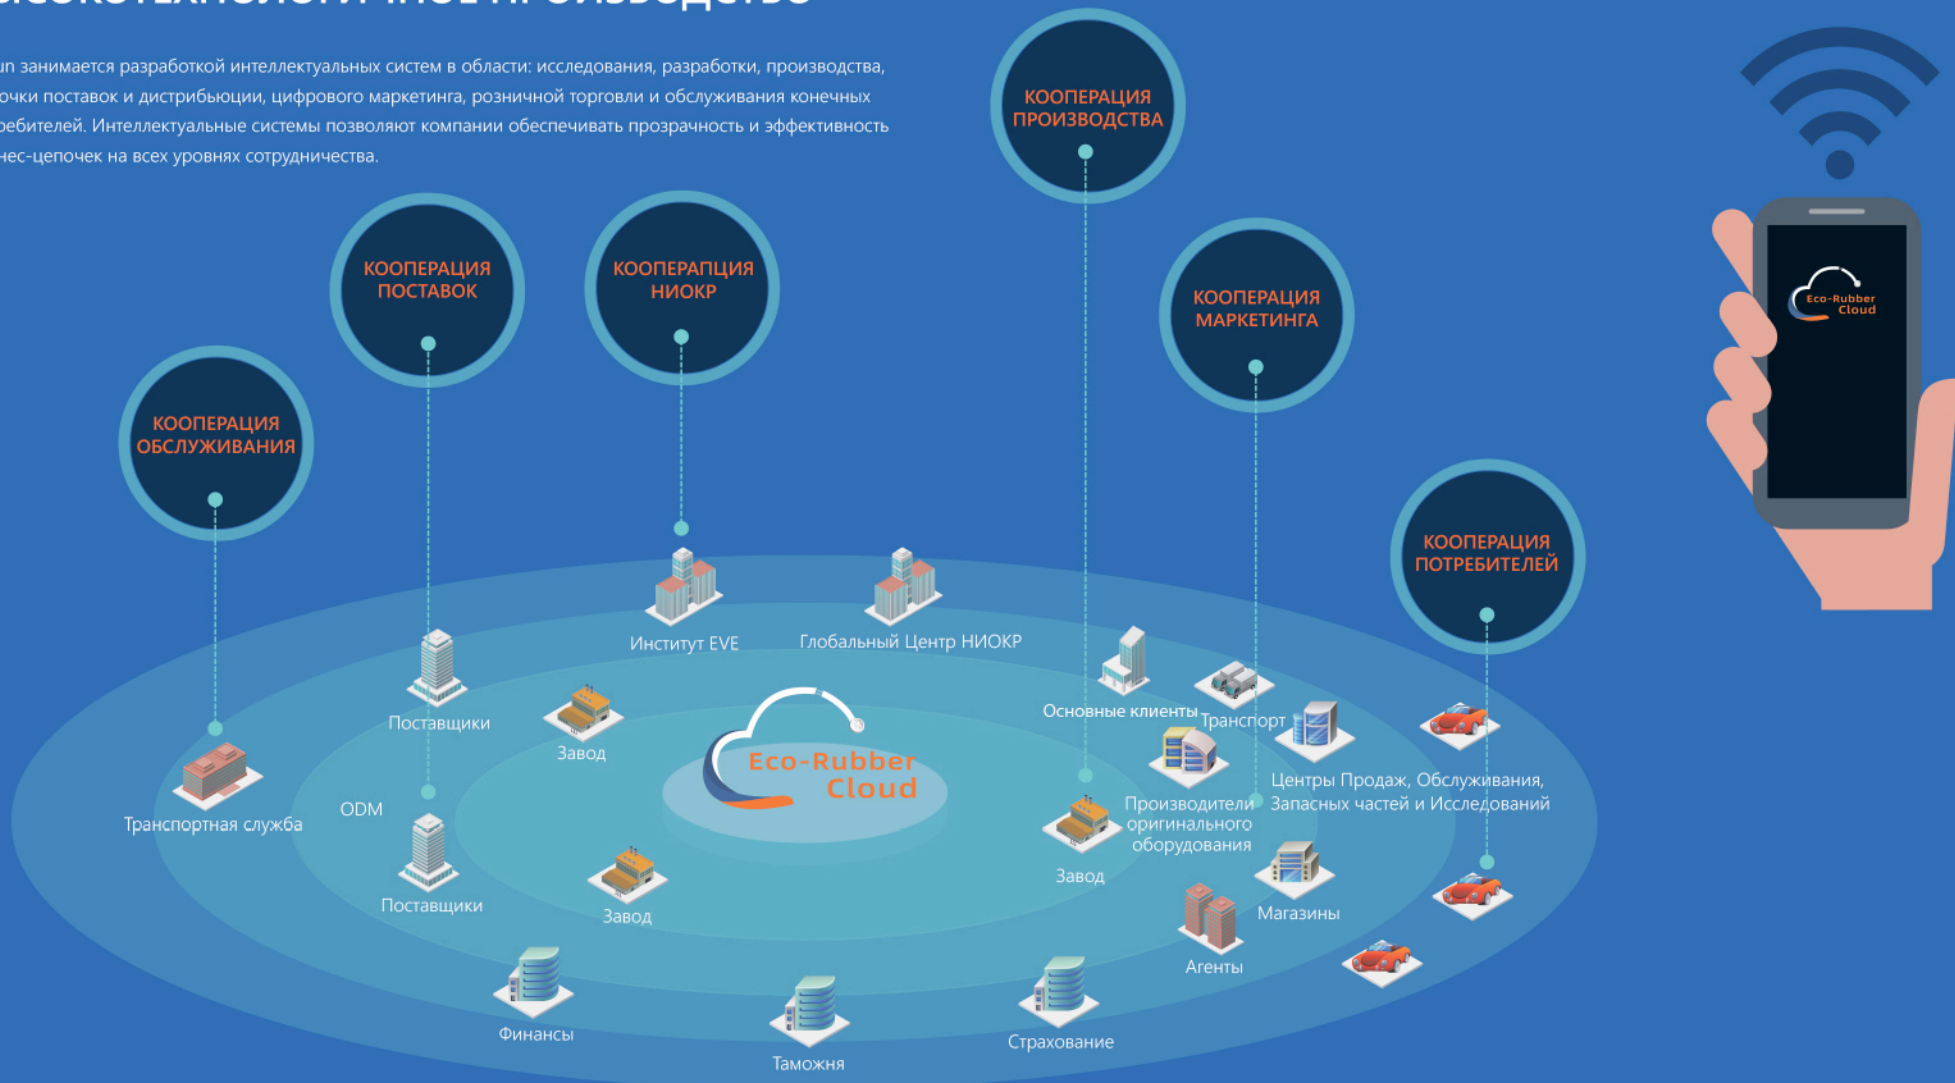 ЫСОКОТЕХНОЛОГИЧНОЕ ПРОИЗВОДСТВО
un занимается разработкой интеллектуальных систем в области: исследования, разработки, производства,
очки поставок и дистрибьюции, цифрового маркетинга, розничной торговли и обслуживания конечных
ребителей. Интеллектуальные системы позволяют компании обеспечивать прозрачность и эффективность
нес-цепочек на всех уровнях сотрудничества.
КООПЕРАЦИЯ
ПРОИЗВОДСТВА
КООПЕРАЦИЯ
ПОСТАВОК
КООПЕРАПЦИЯ
НИОКР
КООПЕРАЦИЯ
МАРКЕТИНГА
Eco-Rubber
Cloud
КООПЕРАЦИЯ
ОБСЛУЖИВАНИЯ
КООПЕРАЦИЯ
ПОТРЕБИТЕЛЕЙ
Институт EVE
Глобальный Центр НИОКР
Поставщики
Завод
Основные клиенты
Транспорт
Eco-Rubber
Cloud
Центры Продаж, Обслуживания,
Запасных частей и Исследований
Транспортная служба
ODM
Производители
оригинального
оборудования
Завод
Поставщики
Завод
Магазины
Агенты
Финансы
Таможня
Страхование